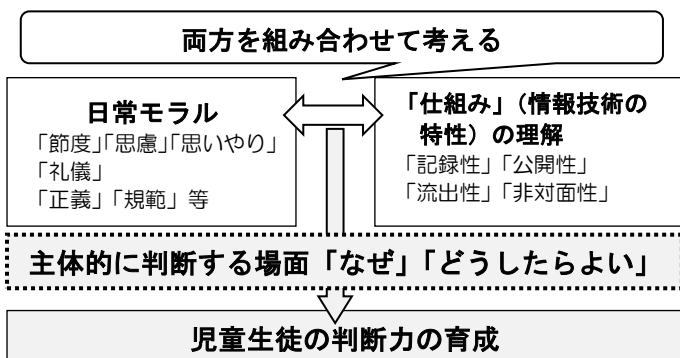 両方を組み合わせて考える
日常モラル
「節度」「思慮」「思いやり」
「礼儀」
「正義」「規範」等
「仕組み」（情報技術の
特性）の理解
「記録性」「公開性」
「流出性」「非対面性」
主体的に判断する場面「なぜ」「どうしたらよい」
児童生徒の判断力の育成